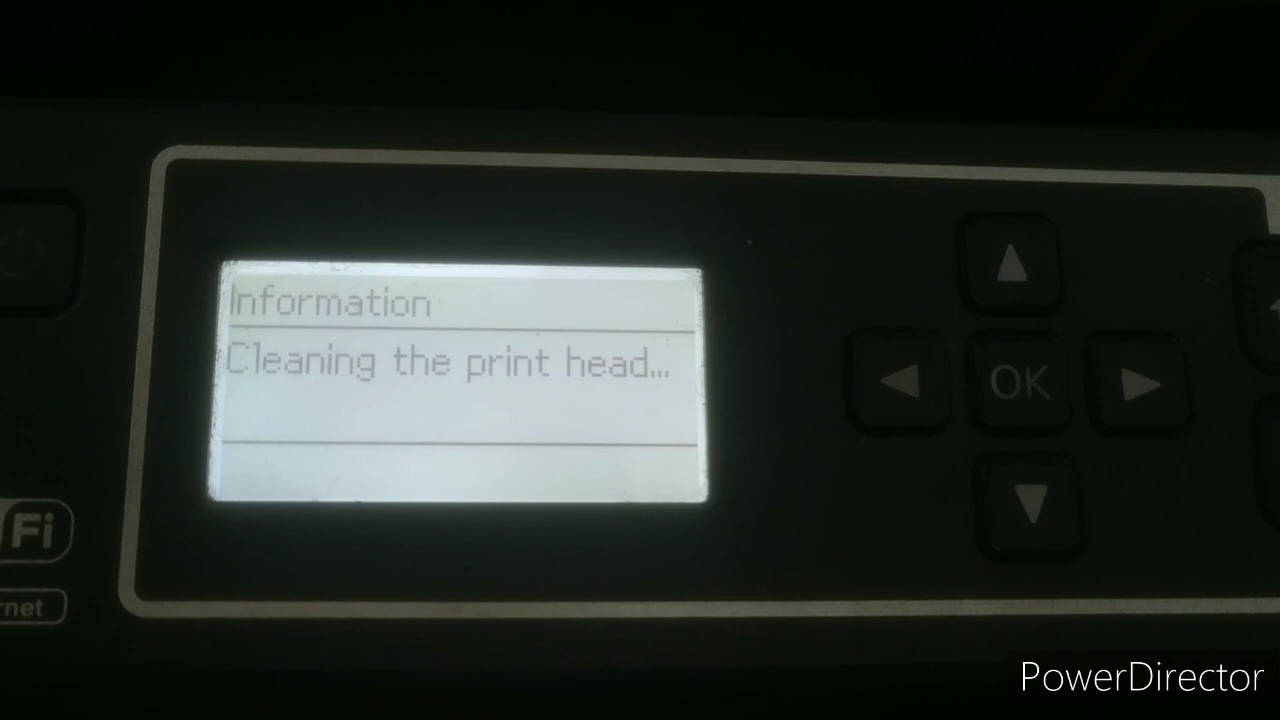 Information
Cleaning the print head...
OK
Fi
rnet
PowerDirector